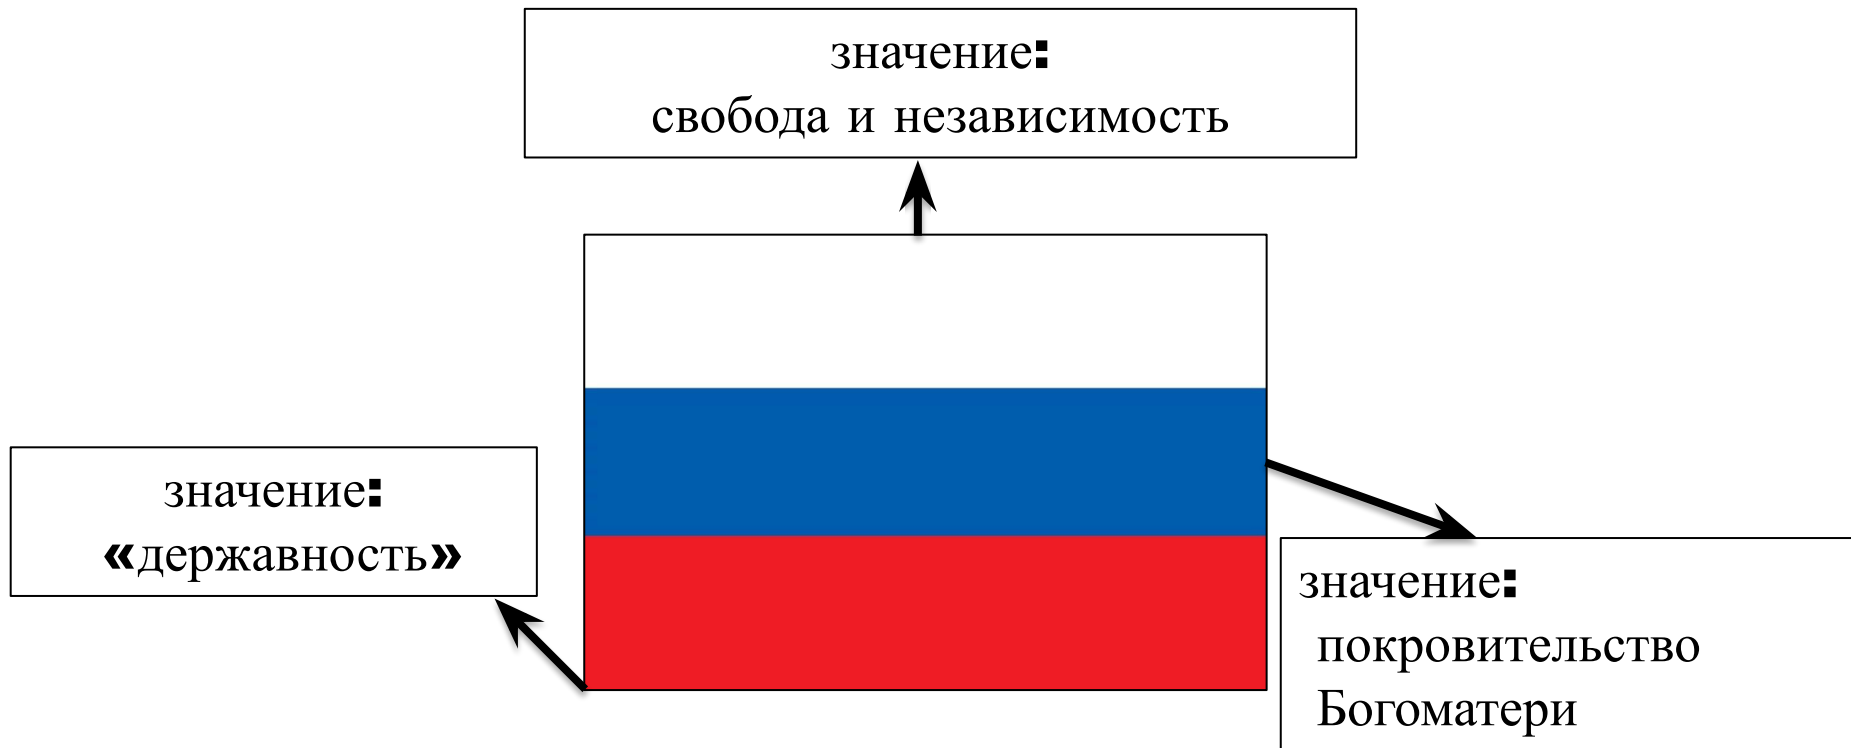 значение:
свобода и независимость
значение:
«державность»
значение:
покровительство
Богоматери